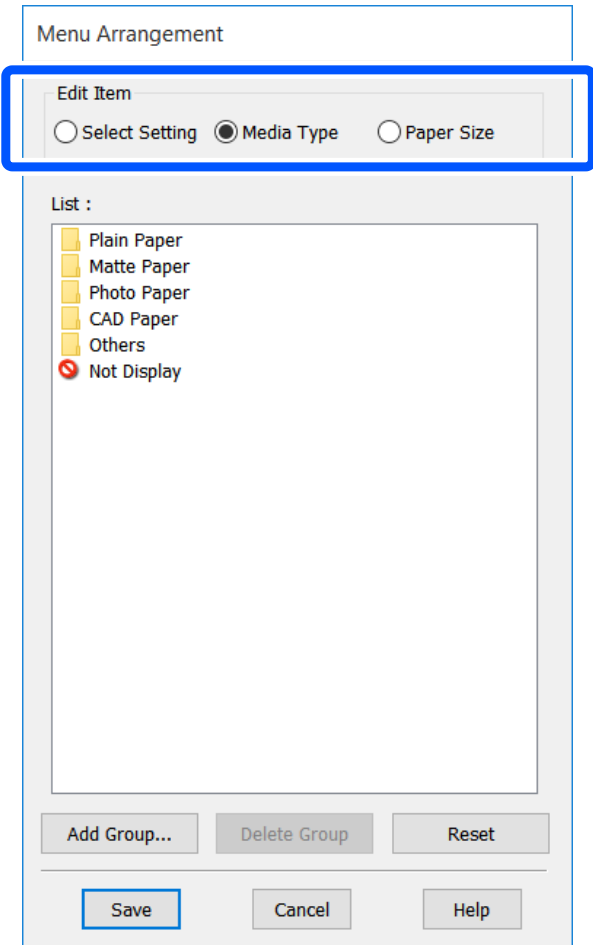 Menu Arrangement
Edit Item
Select Setting Media Type Paper Size
List :
Plain Paper
Matte Paper
Photo Paper
CAD Paper
Others
Not Display
Add Group... Delete Group Reset
Save Cancel Help